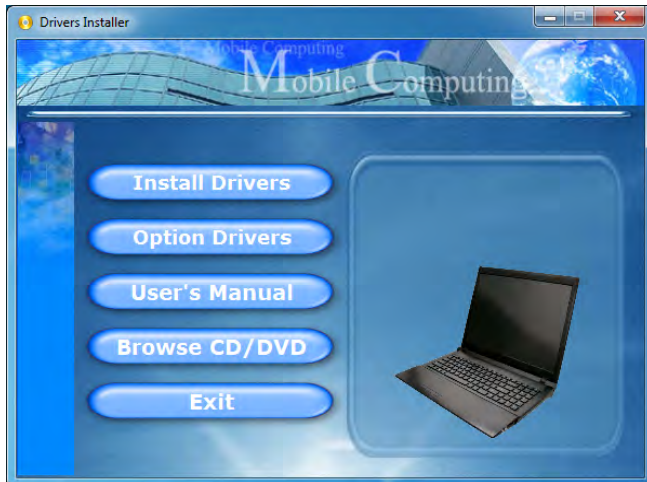 Drivers Installer
Mobile Computing
Mobile Computing
Install Drivers
Option Drivers
User's Manual
Browse CD/DVD
Exit